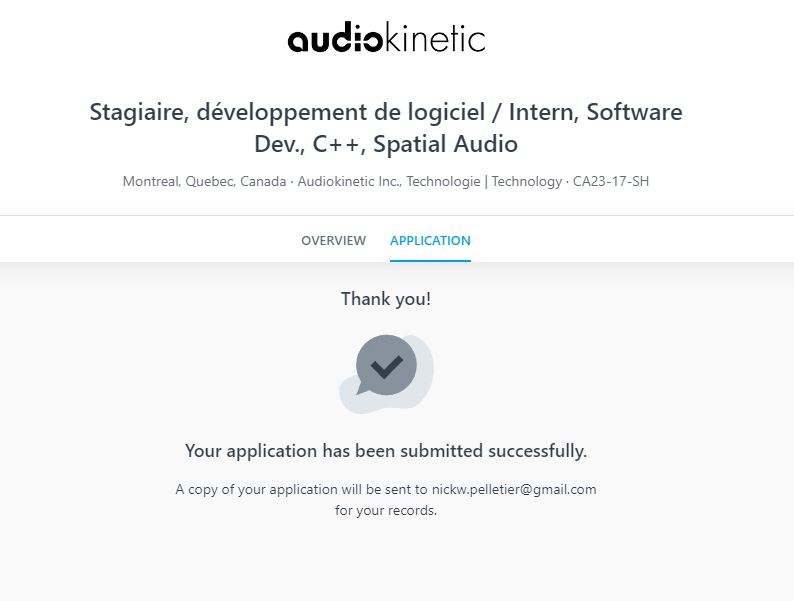 audiokinetic
Stagiaire, développement de logiciel / Intern, Software
Dev., C++, Spatial Audio
Montreal, Quebec, Canada · Audiokinetic Inc., Technologie | Technology · CA23-17-SH
OVERVIEW APPLICATION
Thank you!
Your application has been submitted successfully.
A copy of your application will be sent to nickw.pelletier@gmail.com
for your records.